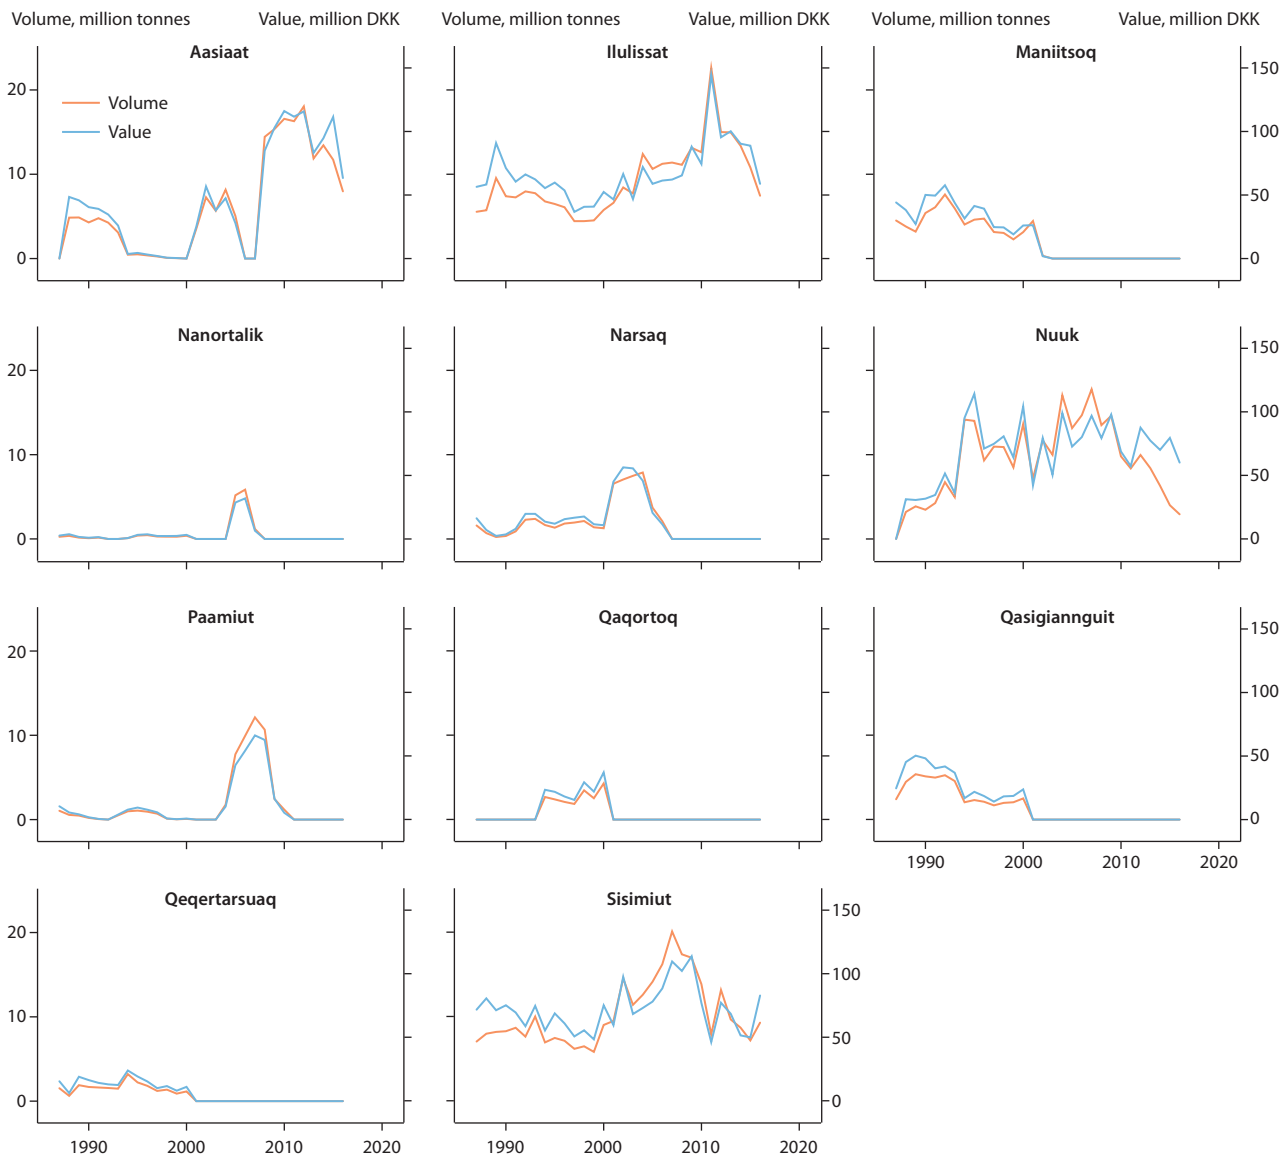 Volume, million tonnes Value, million DKK Volume, million tonnes Value, million DKK Volume, million tonnes Value, million DKK
Aasiaat Ilulissat Maniitsoq
150
20
Volume
Value
100
10
50
0 0
Nanortalik Narsaq Nuuk
150
20
100
10
50
0 0
Paamiut Qaqortoq Qasigiannguit
150
20
100
10
50
0 0
1990 2000 2010 2020
Qeqertarsuaq Sisimiut
150
20
100
10
50
0 0
1990 2000 2010 2020 1990 2000 2010 2020